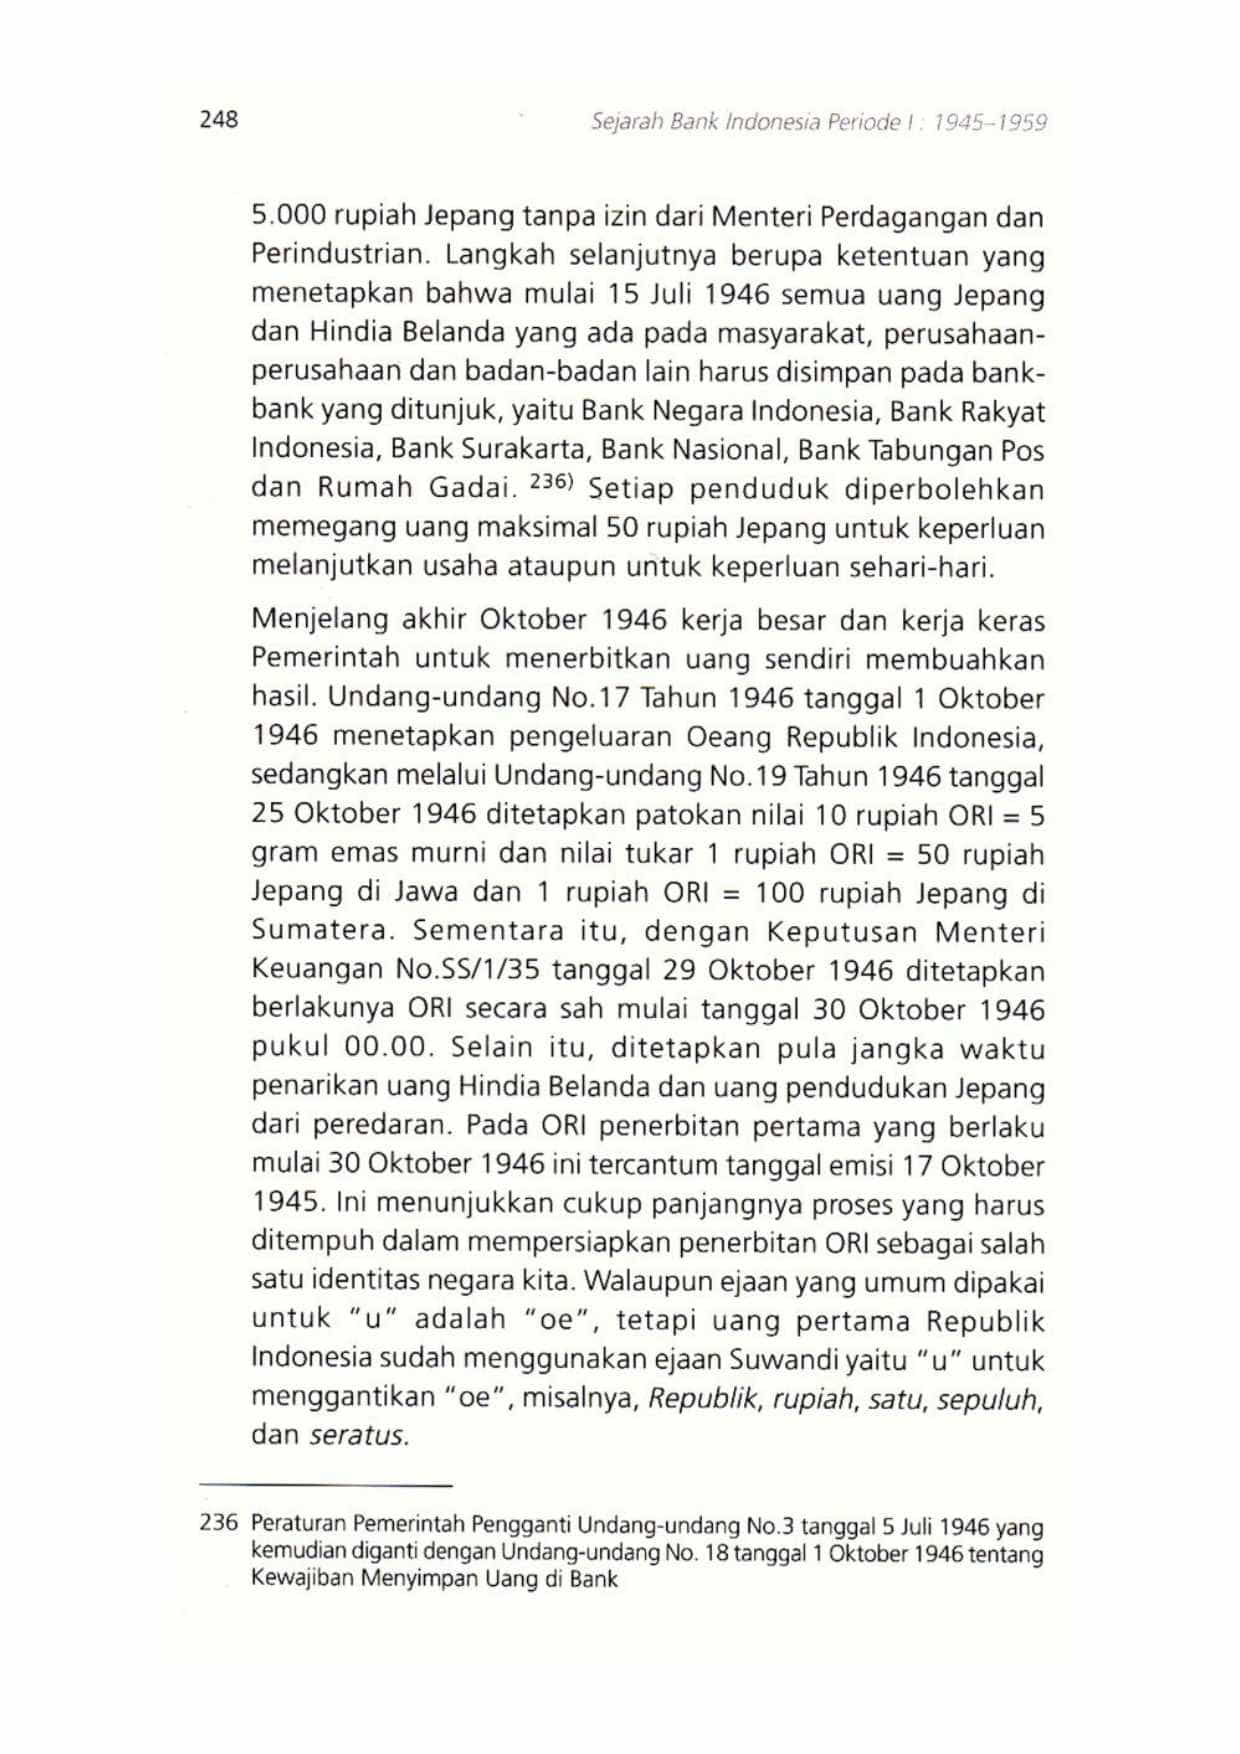 248
Sejarah Bank Indonesia Periode I : 1945–1959
5.000 rupiah Jepang tanpa izin dari Menteri Perdagangan dan
Perindustrian. Langkah selanjutnya berupa ketentuan yang
menetapkan bahwa mulai 15 Juli 1946 semua uang Jepang
dan Hindia Belanda yang ada pada masyarakat, perusahaan-
perusahaan dan badan-badan lain harus disimpan pada bank-
bank yang ditunjuk, yaitu Bank Negara Indonesia, Bank Rakyat
Indonesia, Bank Surakarta, Bank Nasional, Bank Tabungan Pos
dan Rumah Gadai. 236) Setiap penduduk diperbolehkan
memegang uang maksimal 50 rupiah Jepang untuk keperluan
melanjutkan usaha ataupun untuk keperluan sehari-hari.
Menjelang akhir Oktober 1946 kerja besar dan kerja keras
Pemerintah untuk menerbitkan uang sendiri membuahkan
hasil. Undang-undang No.17 Tahun 1946 tanggal 1 Oktober
1946 menetapkan pengeluaran Oeang Republik Indonesia,
sedangkan melalui Undang-undang No.19 Tahun 1946 tanggal
25 Oktober 1946 ditetapkan patokan nilai 10 rupiah ORI = 5
gram emas murni dan nilai tukar 1 rupiah ORI = 50 rupiah
Jepang di Jawa dan 1 rupiah ORI = 100 rupiah Jepang di
Sumatera. Sementara itu, dengan Keputusan Menteri
Keuangan No.SS/1/35 tanggal 29 Oktober 1946 ditetapkan
berlakunya ORI secara sah mulai tanggal 30 Oktober 1946
pukul 00.00. Selain itu, ditetapkan pula jangka waktu
penarikan uang Hindia Belanda dan uang pendudukan Jepang
dari peredaran. Pada ORI penerbitan pertama yang berlaku
mulai 30 Oktober 1946 ini tercantum tanggal emisi 17 Oktober
1945. Ini menunjukkan cukup panjangnya proses yang harus
ditempuh dalam mempersiapkan penerbitan ORI sebagai salah
satu identitas negara kita. Walaupun ejaan yang umum dipakai
untuk "u" adalah "oe", tetapi uang pertama Republik
Indonesia sudah menggunakan ejaan Suwandi yaitu "u" untuk
menggantikan "oe", misalnya, Republik, rupiah, satu, sepuluh,
dan seratus.
236 Peraturan Pemerintah Pengganti Undang-undang No.3 tanggal 5 Juli 1946 yang
kemudian diganti dengan Undang-undang No. 18 tanggal 1 Oktober 1946 tentang
Kewajiban Menyimpan Uang di Bank